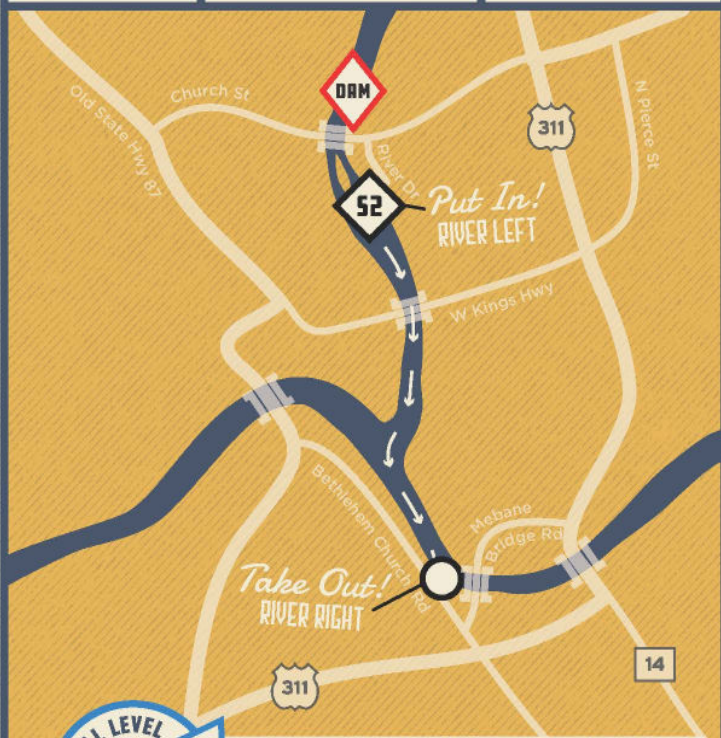 DAM
Church St
Old State Hwy 87
311
N Pierce St
River Dr
S2
Put In!
RIVER LEFT
W Kings Hwy
Bethlehem Church Rd
Mebane
Bridge Rd
Take Out!
RIVER RIGHT
14
311
LEVEL